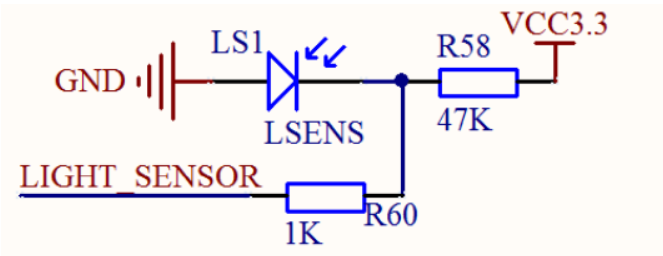 VCC3.3
LS1
R58
GND
LSENS
47K
LIGHT_SENSOR
R60
1K